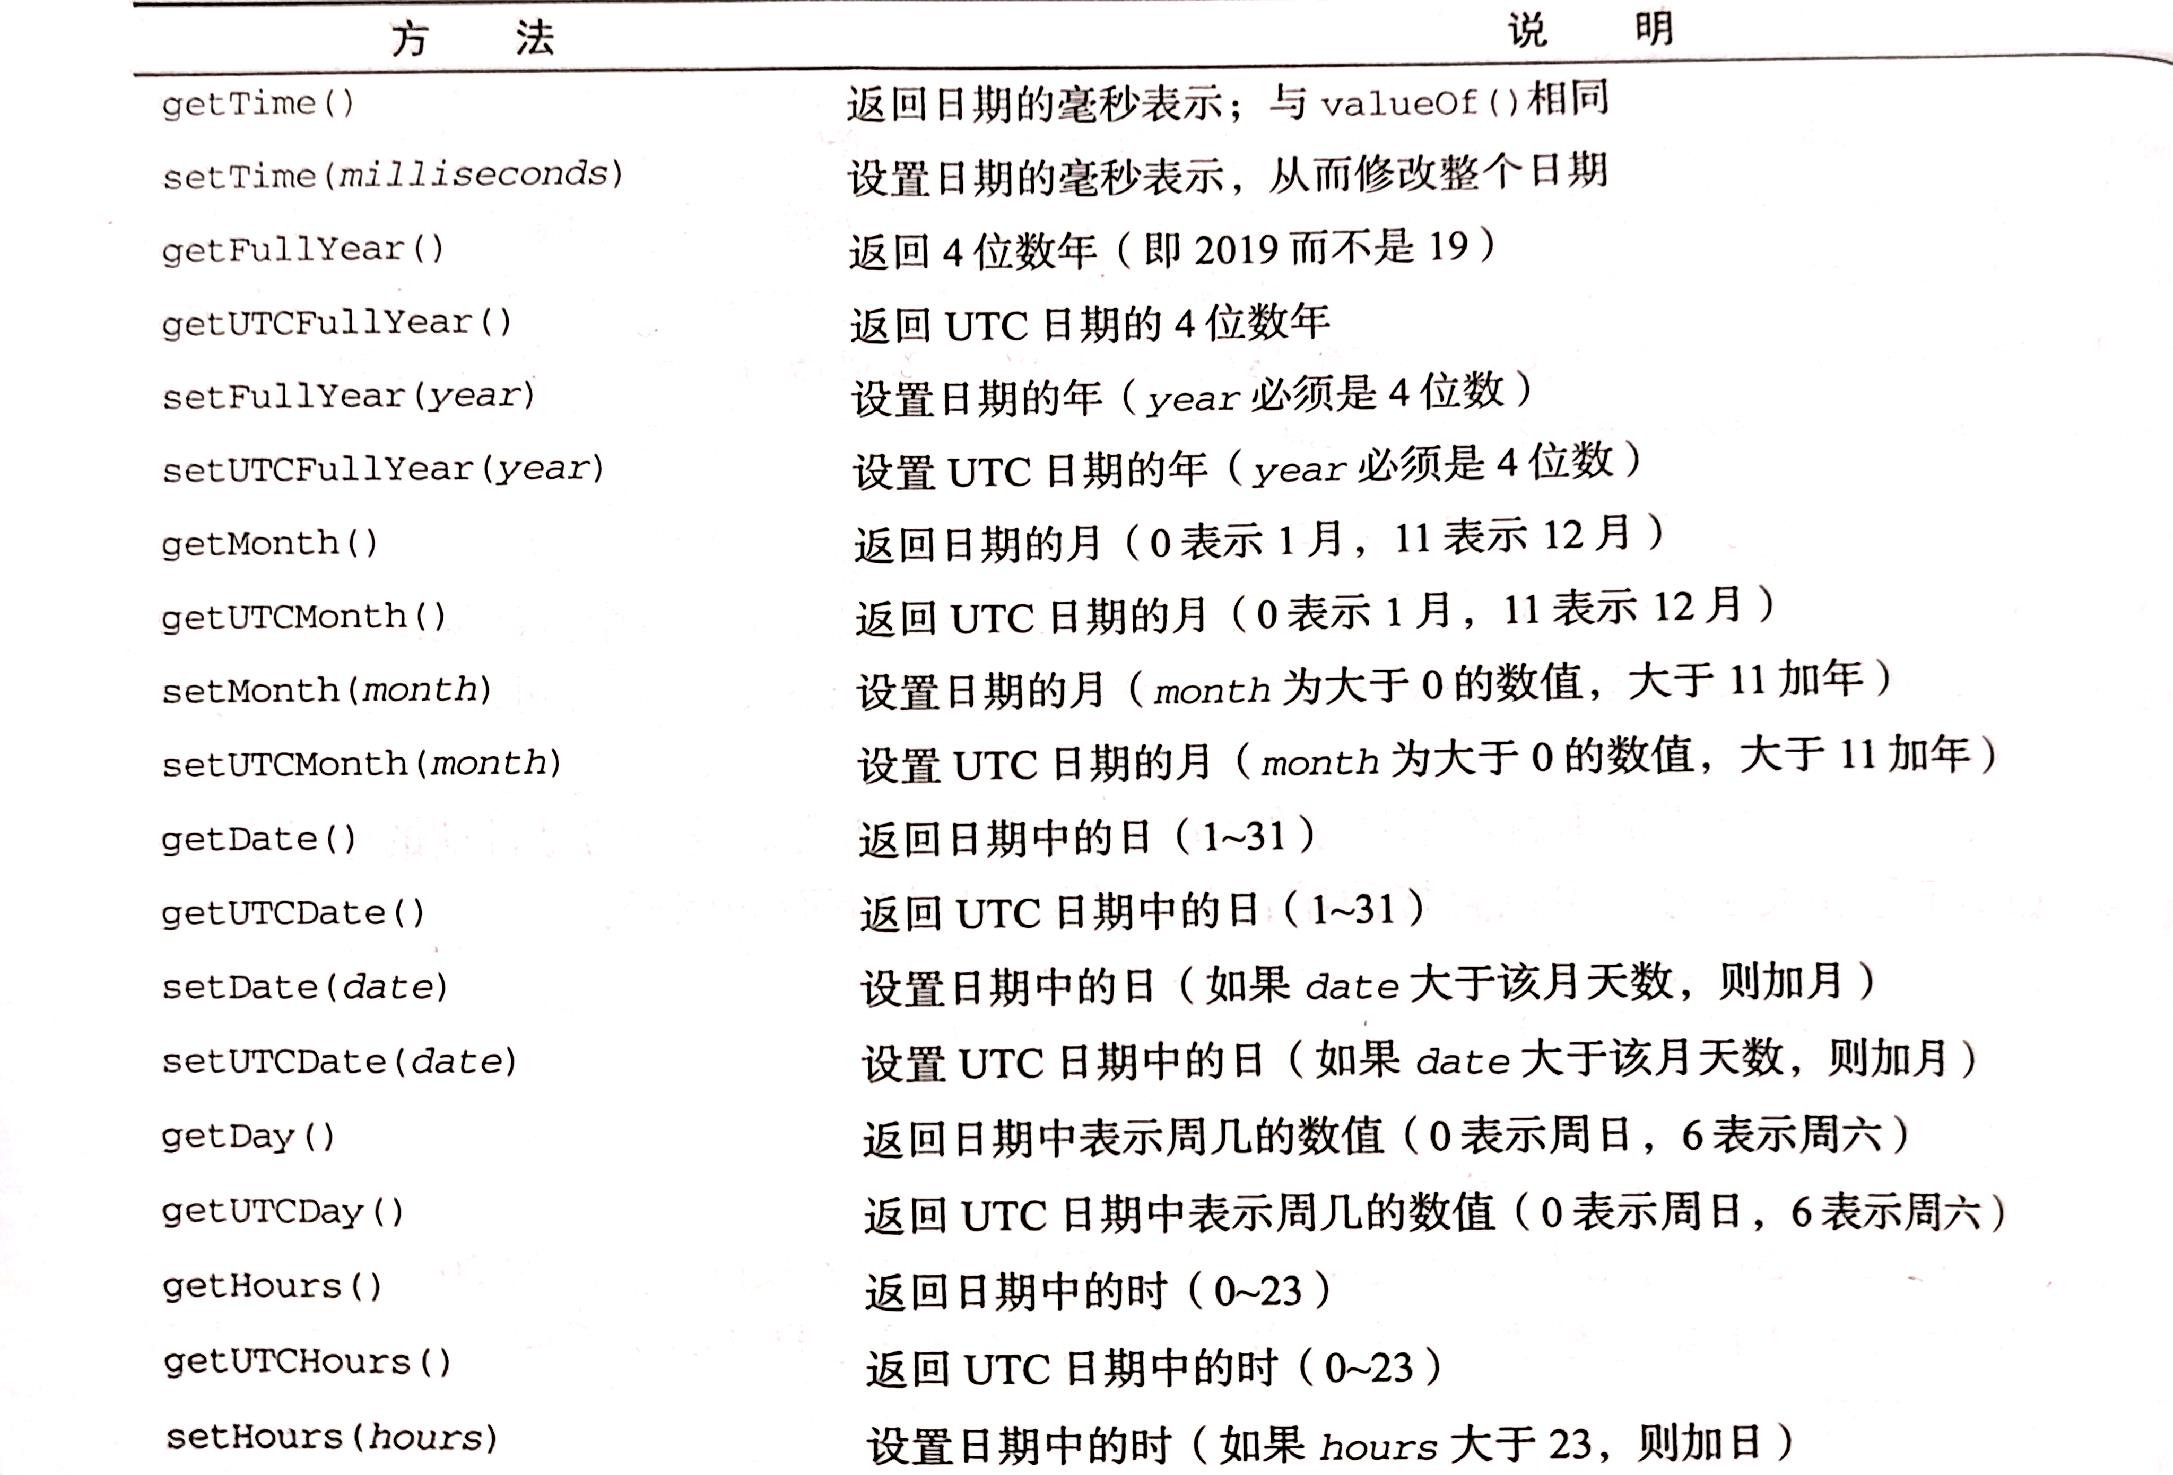 方 法 说 明
getTime() 返回日期的毫秒表示；与 valueOf()相同
setTime(milliseconds) 设置日期的毫秒表示，从而修改整个日期
getFullYear() 返回 4 位数年（即 2019 而不是 19）
getUTCFullYear() 返回 UTC 日期的 4 位数年
setFullYear(year) 设置日期的年（year 必须是 4 位数）
setUTCFullYear(year) 设置 UTC 日期的年（year 必须是 4 位数）
getMonth() 返回日期的月（0 表示 1 月，11 表示 12 月）
getUTCMonth() 返回 UTC 日期的月（0 表示 1 月，11 表示 12 月）
setMonth(month) 设置日期的月（month 为大于 0 的数值，大于 11 加年）
setUTCMonth(month) 设置 UTC 日期的月（month 为大于 0 的数值，大于 11 加年）
getDate() 返回日期中的日（1~31）
getUTCDate() 返回 UTC 日期中的日（1~31）
setDate(date) 设置日期中的日（如果 date 大于该月天数，则加月）
setUTCDate(date) 设置 UTC 日期中的日（如果 date 大于该月天数，则加月）
getDay() 返回日期中表示周几的数值（0 表示周日，6 表示周六）
getUTCDay() 返回 UTC 日期中表示周几的数值（0 表示周日，6 表示周六）
getHours() 返回日期中的时（0~23）
getUTCHours() 返回 UTC 日期中的时（0~23）
setHours(hours) 设置日期中的时（如果 hours 大于 23，则加日）